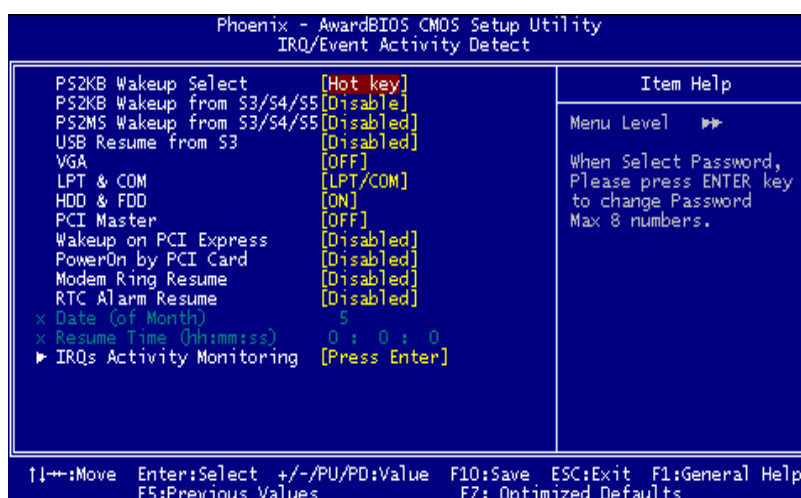 Phoenix - AwardBIOS CMOS Setup Utility
IRQ/Event Activity Detect
PS2KB Wakeup Select [Hot key]
PS2KB Wakeup from S3/S4/S5[Disable]
PS2MS Wakeup from S3/S4/S5[Disabled]
USB Resume from S3 [Disabled]
VGA [OFF]
LPT & COM [LPT/COM]
HDD & FDD [ON]
PCI Master [OFF]
Wakeup on PCI Express [Disabled]
PowerOn by PCI Card [Disabled]
Modem Ring Resume [Disabled]
RTC Alarm Resume [Disabled]
x Date (of Month) 5
x Resume Time (hh:mm:ss) 0 : 0 : 0
► IRQs Activity Monitoring [Press Enter]
Item Help
Menu Level ►►
When Select Password,
Please press ENTER key
to change Password
Max 8 numbers.
↑↓→←:Move Enter:Select +/-/PU/PD:Value F10:Save ESC:Exit F1:General Help
F5:Previous Values F7: Optimized Defaults